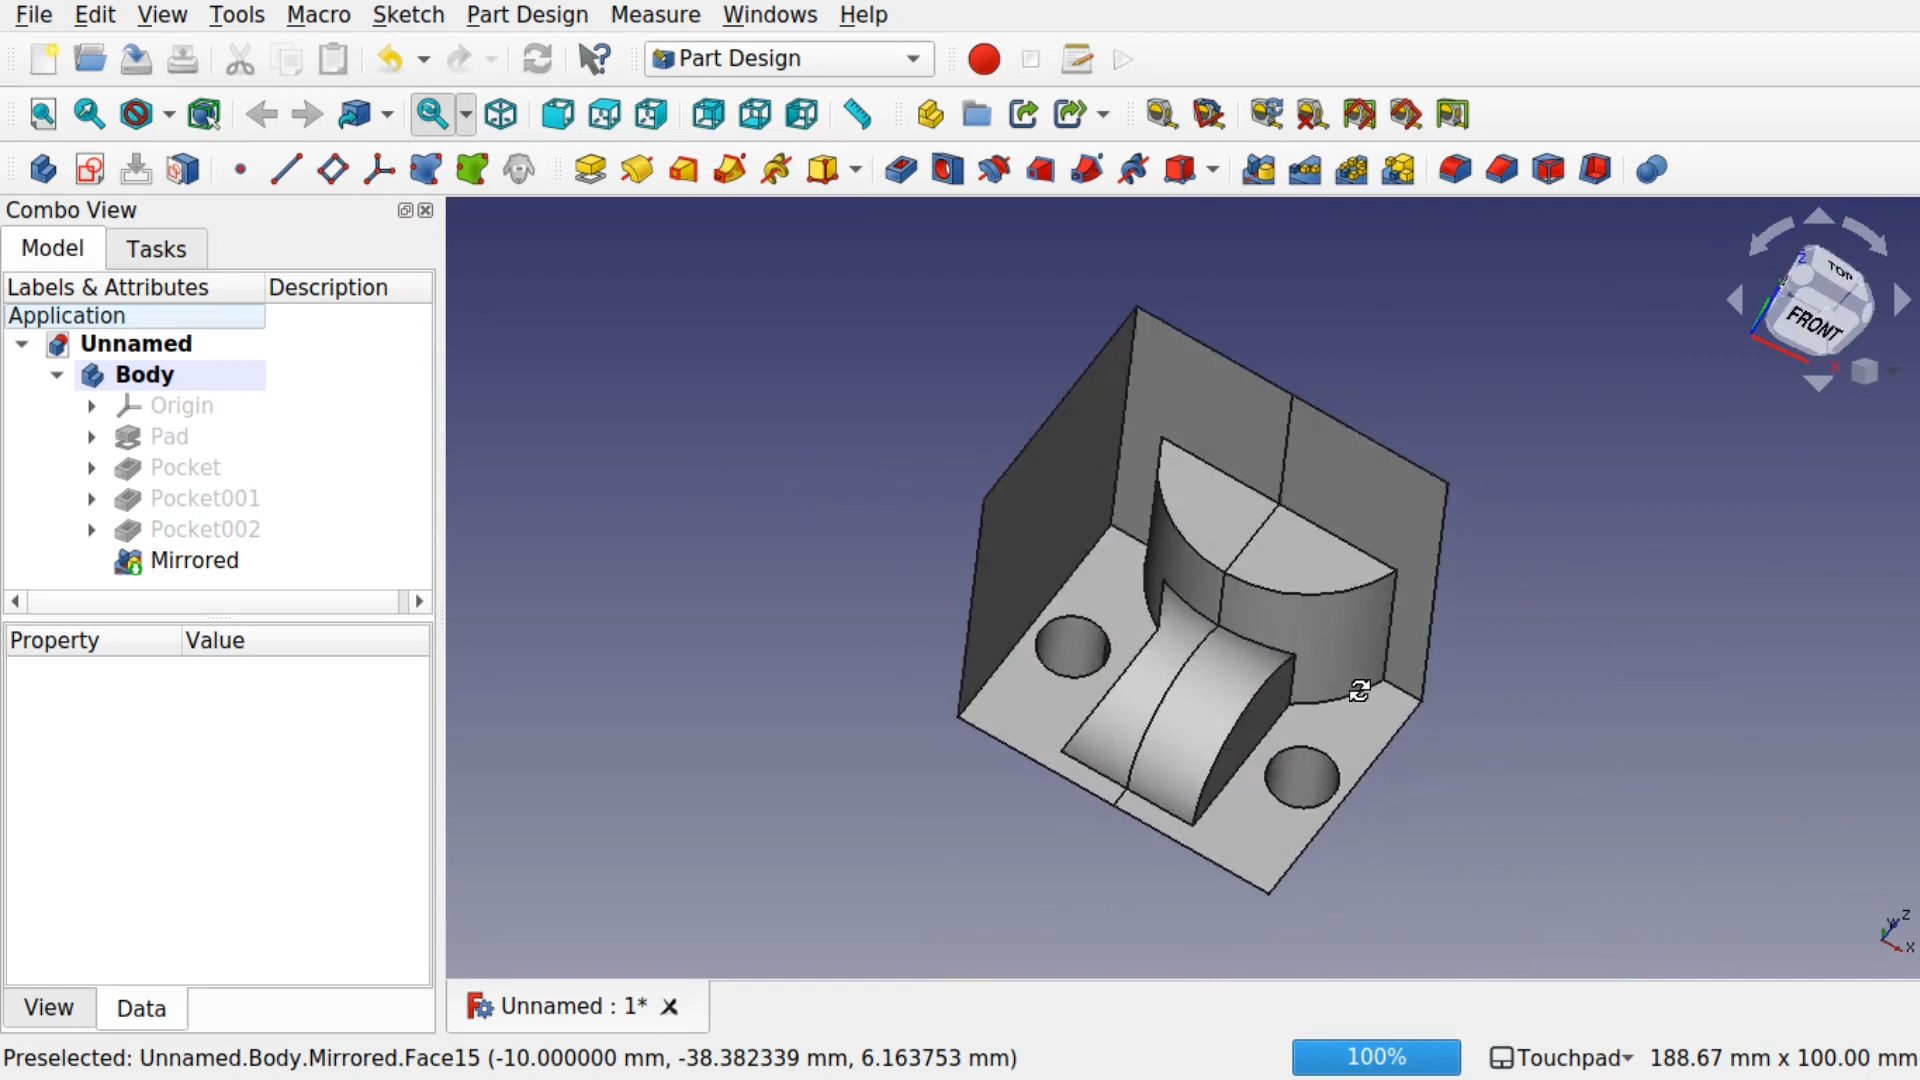 File Edit View Tools Macro Sketch Part Design Measure Windows Help
Part Design
Combo View
Model Tasks
Labels & Attributes Description
Application
Unnamed
Body
Origin
Pad
Pocket
Pocket001
Pocket002
Mirrored
Property Value
View Data
TOP
FRONT
Z
X
Z
Y
X
Unnamed : 1*
Preselected: Unnamed.Body.Mirrored.Face15 (-10.000000 mm, -38.382339 mm, 6.163753 mm)
100%
Touchpad
188.67 mm x 100.00 mm